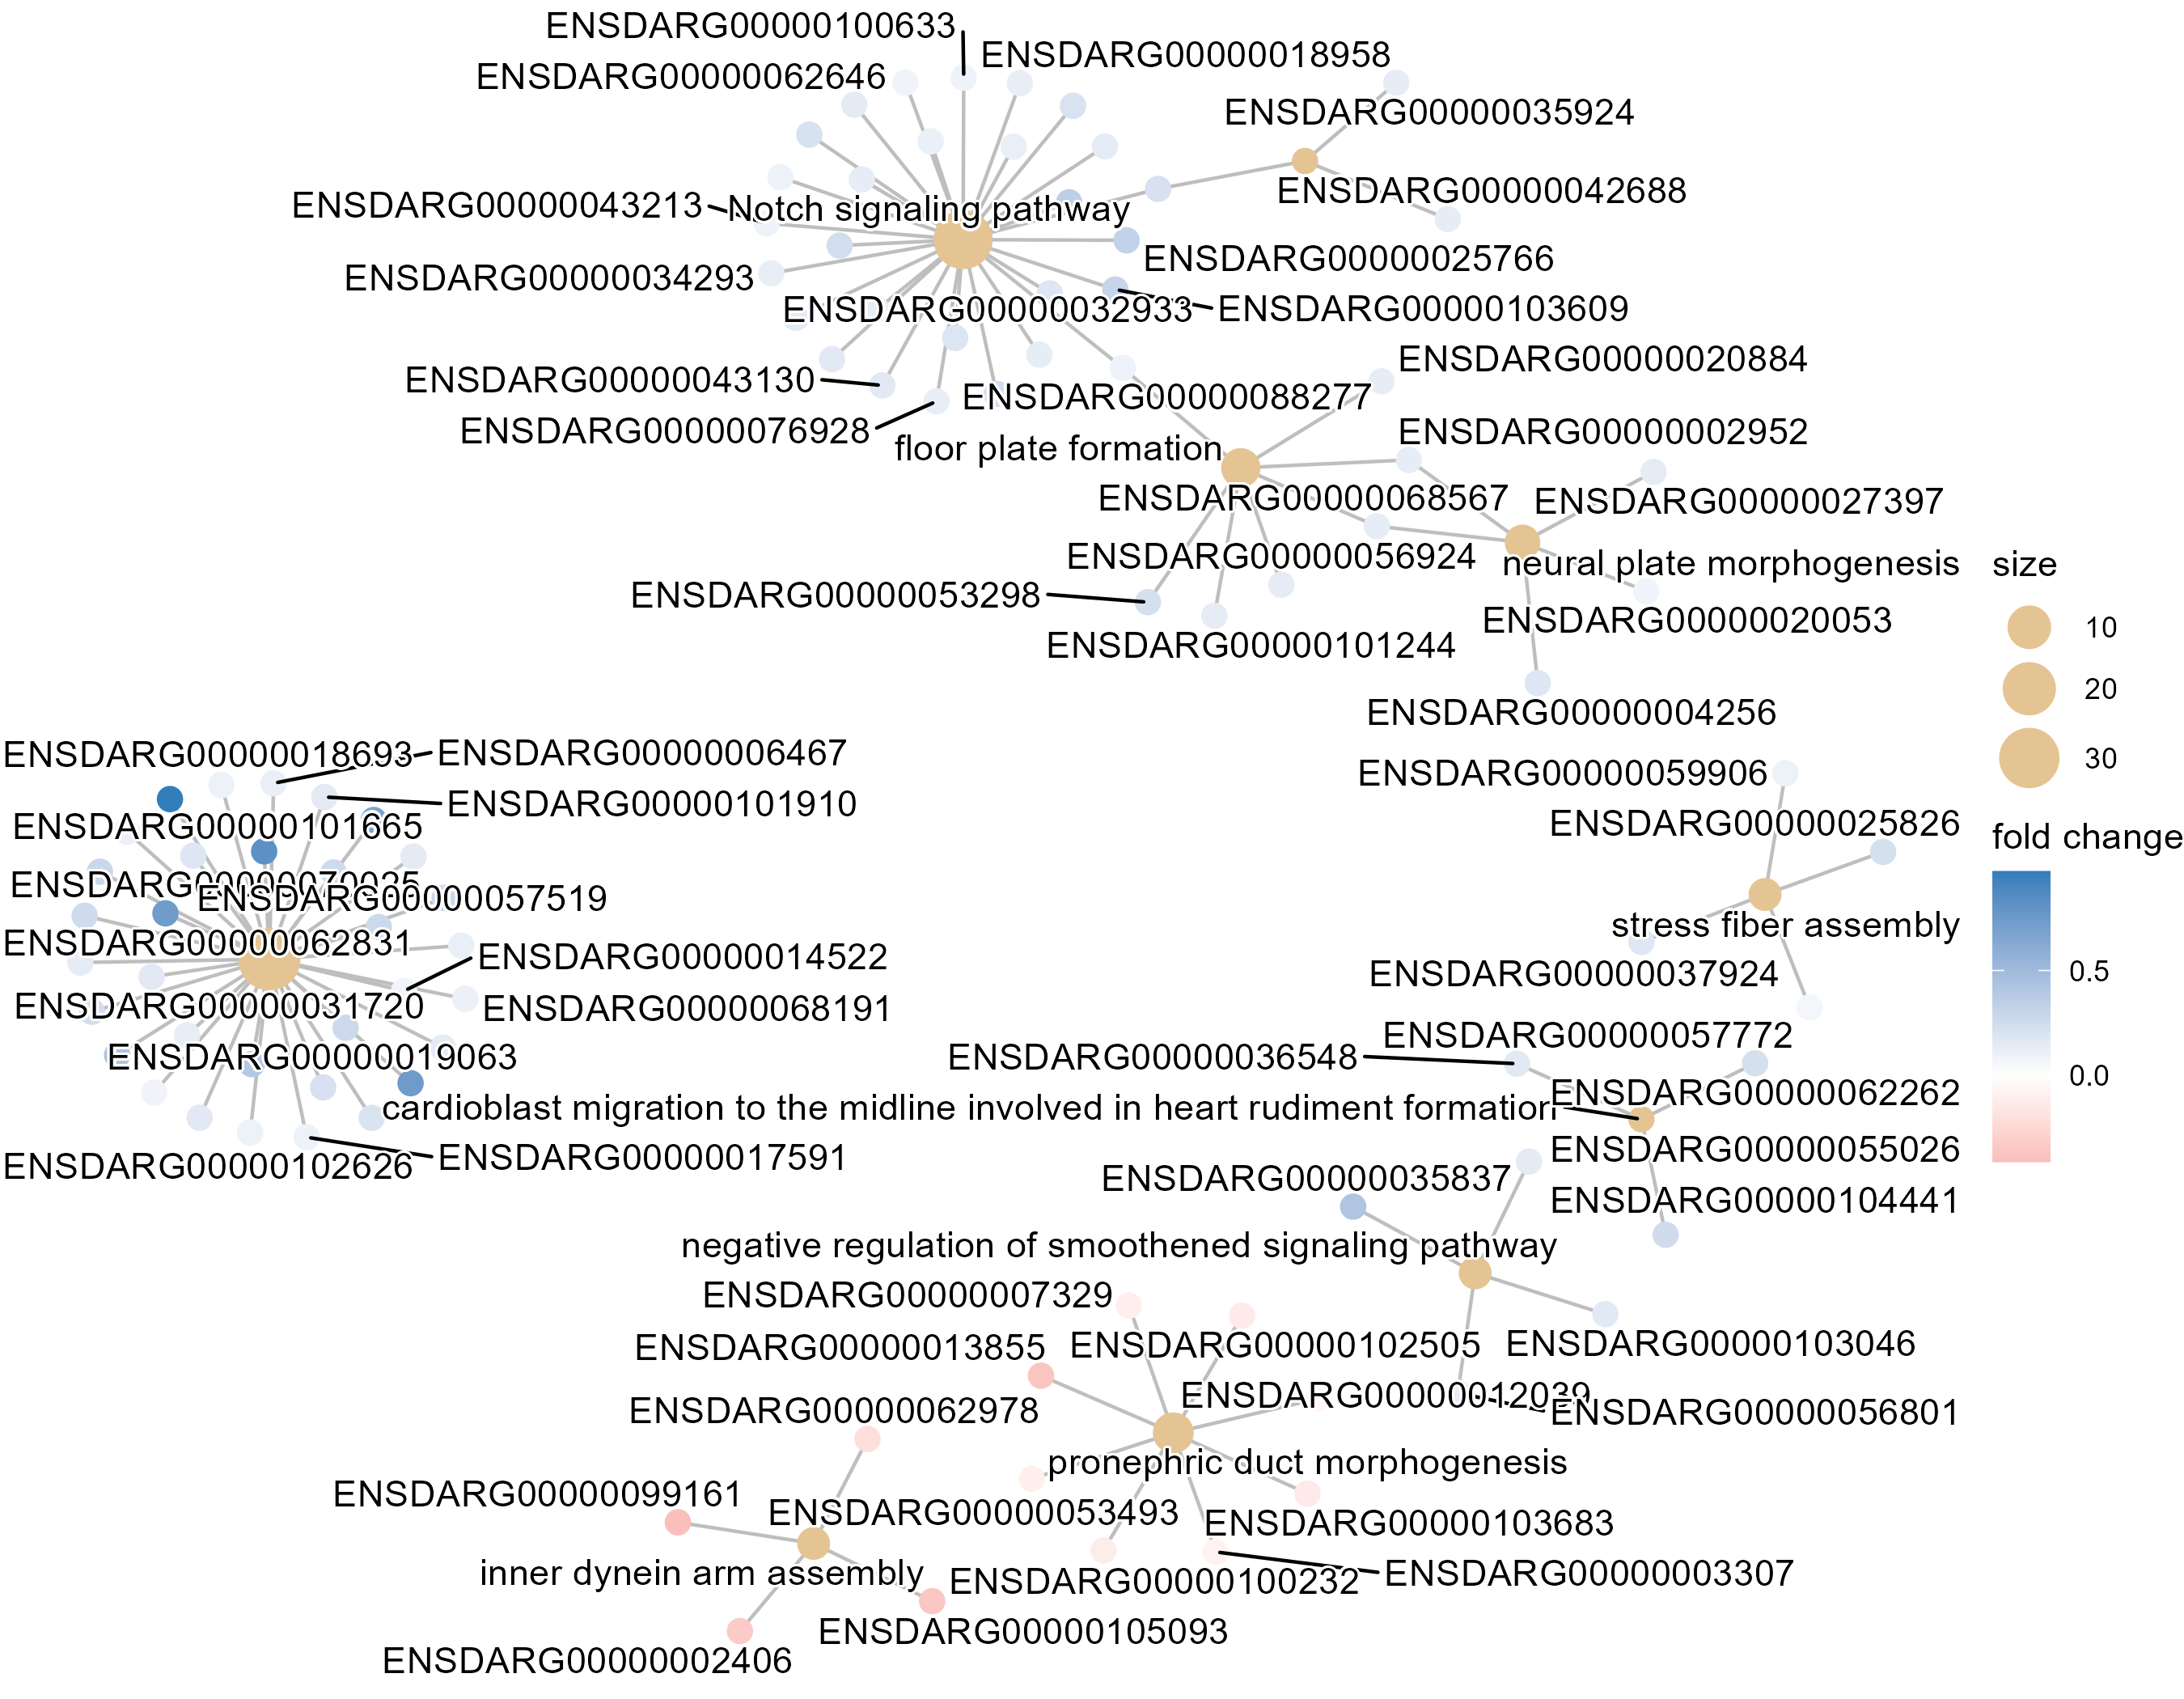 ENSDARG00000100633
ENSDARG00000018958
ENSDARG00000062646
ENSDARG00000035924
ENSDARG00000042688
ENSDARG00000043213
Notch signaling pathway
ENSDARG00000025766
ENSDARG00000034293
ENSDARG00000032933
ENSDARG00000103609
ENSDARG00000020884
ENSDARG00000043130
ENSDARG00000088277
ENSDARG00000076928
ENSDARG00000002952
floor plate formation
ENSDARG00000068567
ENSDARG00000027397
ENSDARG00000056924
neural plate morphogenesis
ENSDARG00000053298
ENSDARG00000020053
ENSDARG00000101244
ENSDARG00000004256
size
10
20
30
ENSDARG00000018693
ENSDARG00000006467
ENSDARG00000059906
ENSDARG00000101910
ENSDARG00000101665
ENSDARG00000025826
fold change
0.5
0.0
ENSDARG00000057519
stress fiber assembly
ENSDARG00000062831
ENSDARG00000014522
ENSDARG00000037924
ENSDARG00000031720
ENSDARG00000068191
ENSDARG00000057772
ENSDARG00000019063
ENSDARG00000036548
ENSDARG00000062262
cardioblast migration to the midline involved in heart rudiment formation
ENSDARG00000055026
ENSDARG00000102626
ENSDARG00000017591
ENSDARG00000035837
ENSDARG00000104441
negative regulation of smoothened signaling pathway
ENSDARG00000007329
ENSDARG00000013855
ENSDARG00000102505
ENSDARG00000103046
ENSDARG00000012039
ENSDARG00000056801
ENSDARG00000062978
pronephric duct morphogenesis
ENSDARG00000099161
ENSDARG00000053493
ENSDARG00000103683
inner dynein arm assembly
ENSDARG00000100232
ENSDARG00000003307
ENSDARG00000105093
ENSDARG00000002406